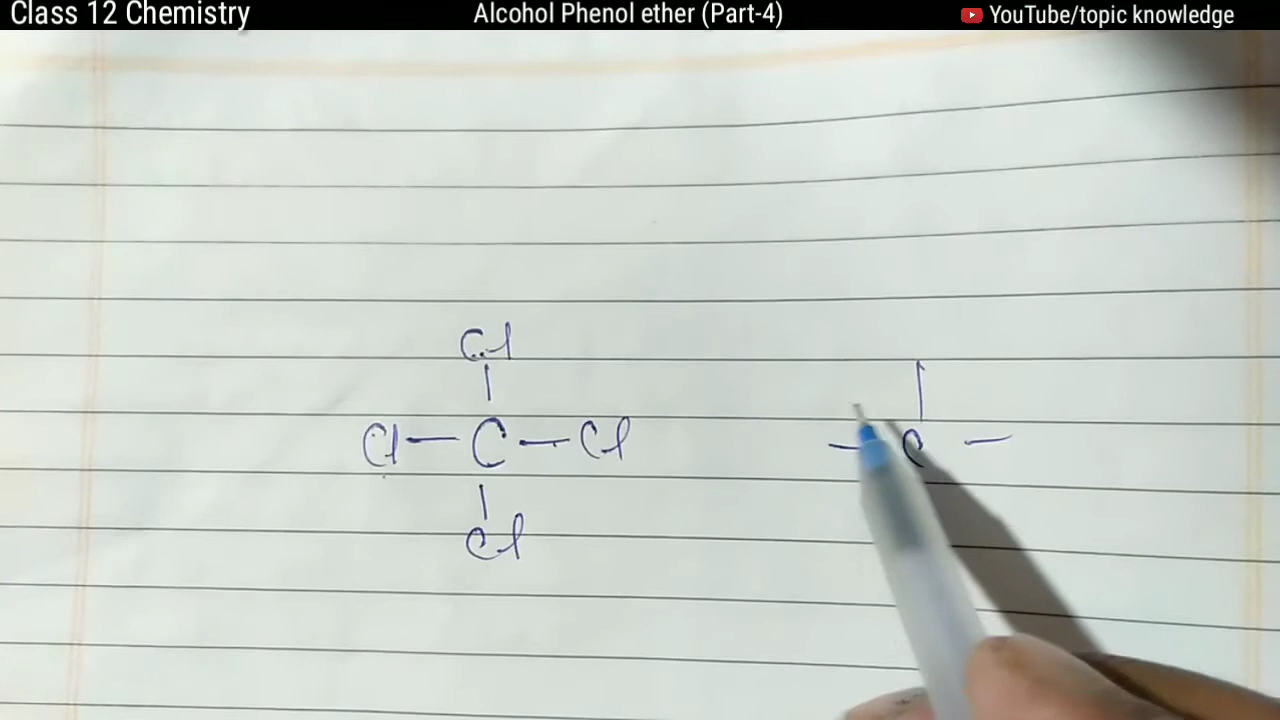 Class 12 Chemistry Alcohol Phenol ether (Part-4) YouTube/topic knowledge
Cl
Cl — C — Cl — C —
Cl